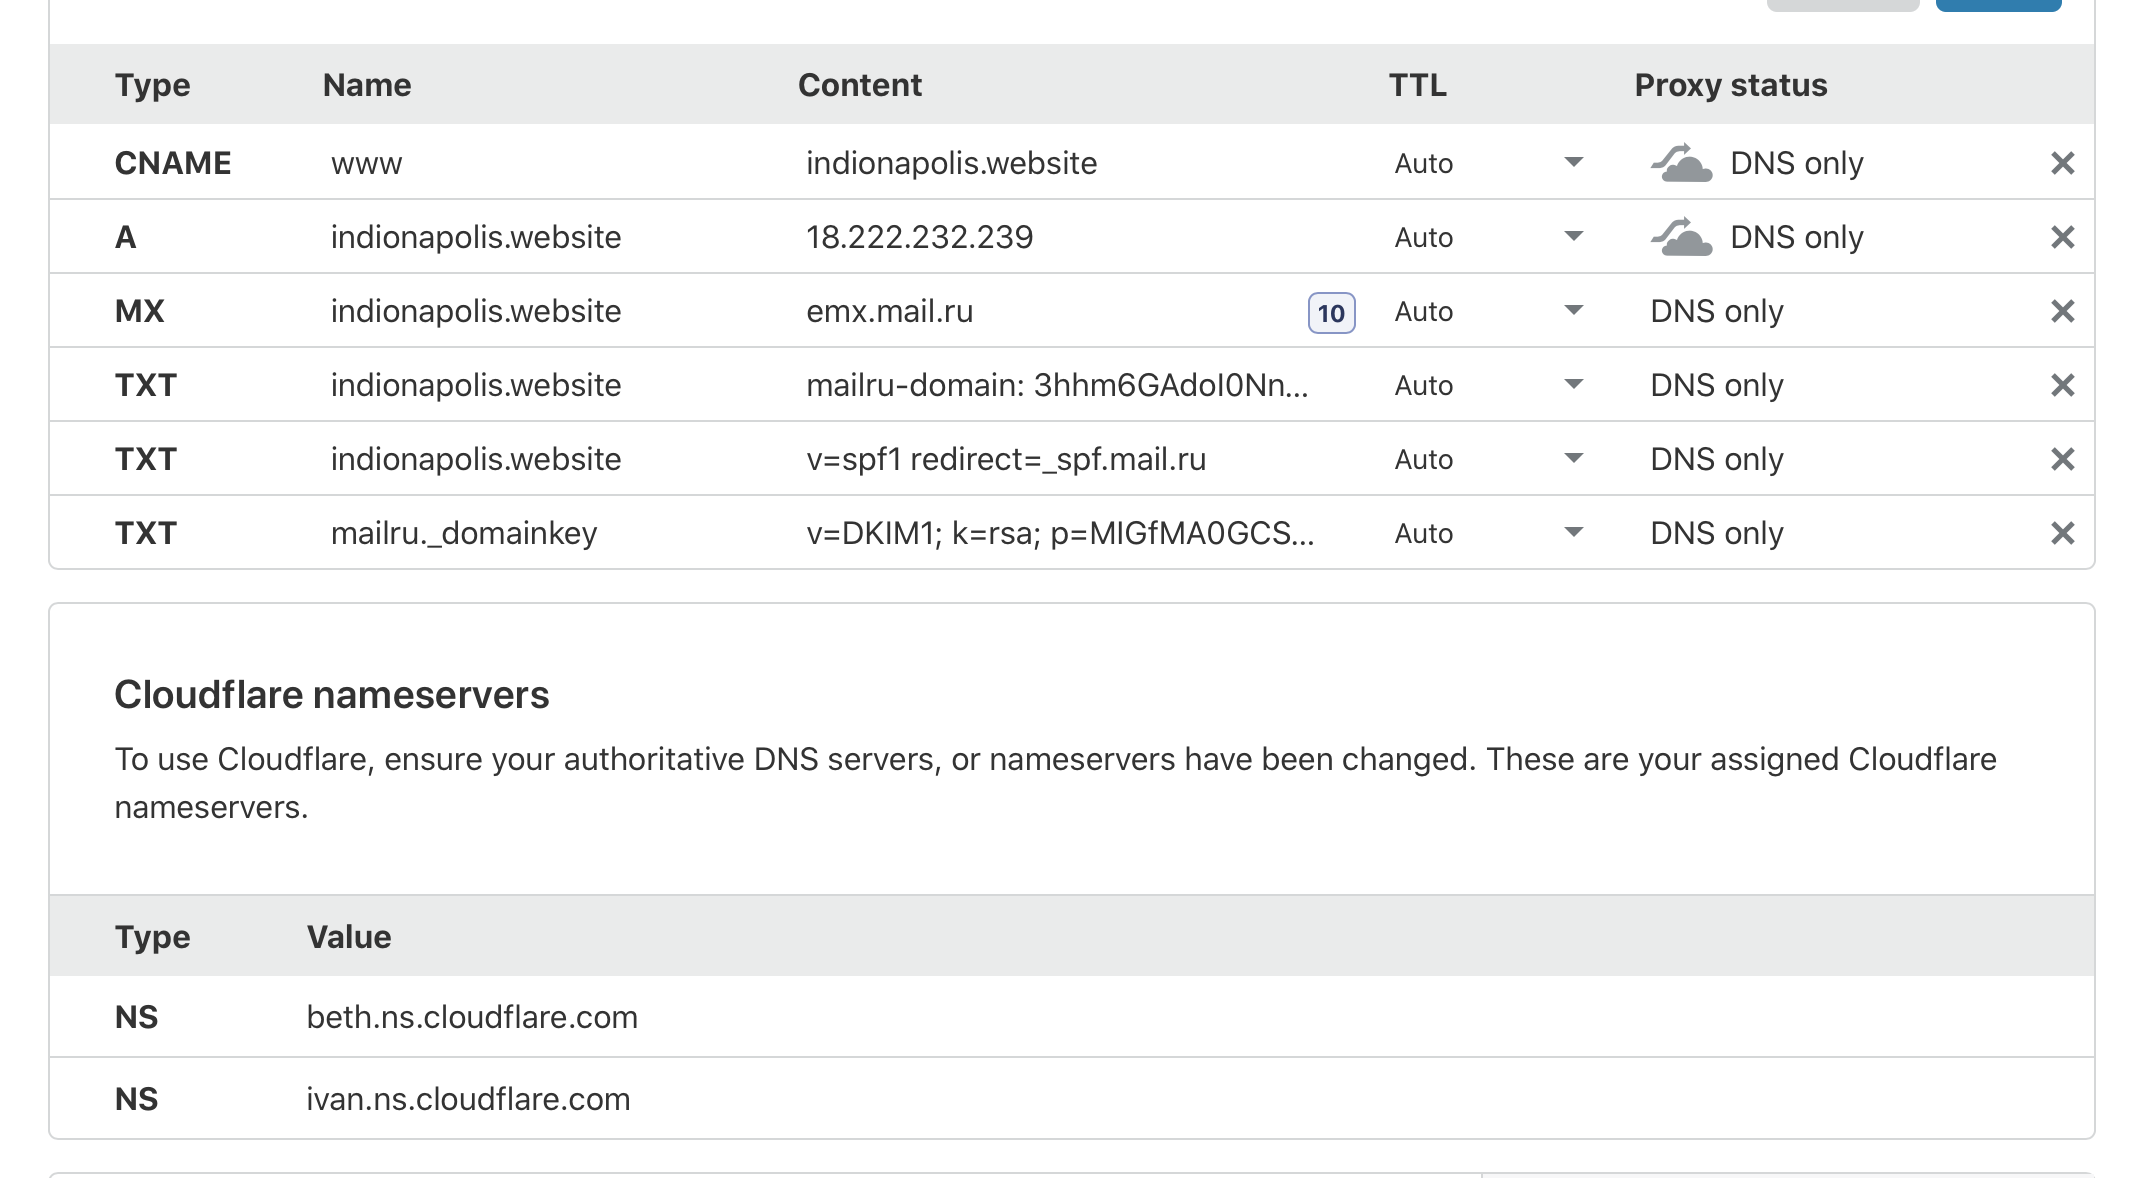 Type Name Content TTL Proxy status
CNAME www indionapolis.website Auto DNS only
A indionapolis.website 18.222.232.239 Auto DNS only
MX indionapolis.website emx.mail.ru 10 Auto DNS only
TXT indionapolis.website mailru-domain: 3hhm6GAdoI0Nn... Auto DNS only
TXT indionapolis.website v=spf1 redirect=_spf.mail.ru Auto DNS only
TXT mailru._domainkey v=DKIM1; k=rsa; p=MIGfMA0GCS... Auto DNS only
Cloudflare nameservers
To use Cloudflare, ensure your authoritative DNS servers, or nameservers have been changed. These are your assigned Cloudflare
nameservers.
Type Value
NS beth.ns.cloudflare.com
NS ivan.ns.cloudflare.com